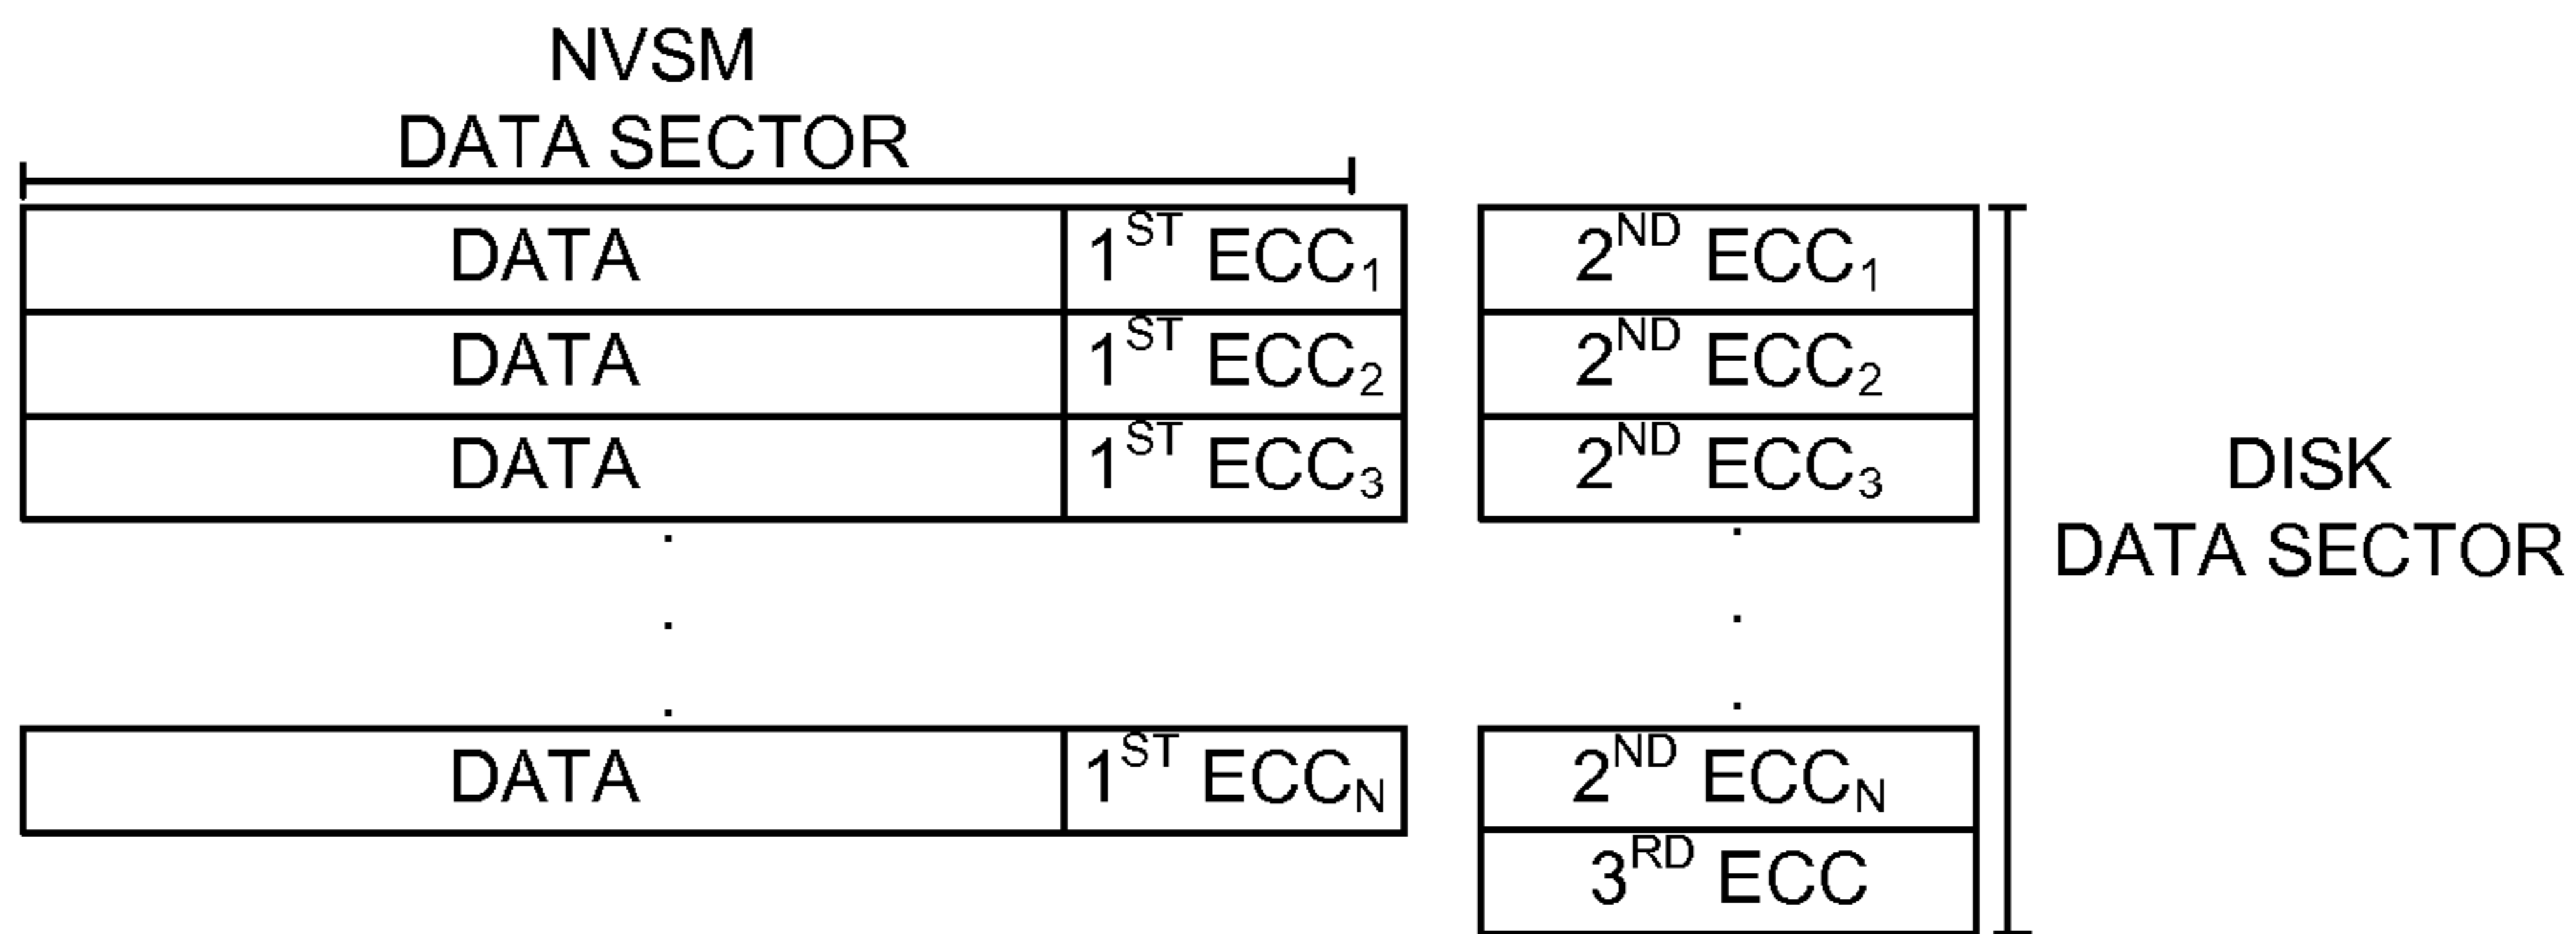 NVSM
DATA SECTOR
DATA 1ST ECC1 2ND ECC1
DATA 1ST ECC2 2ND ECC2
DATA 1ST ECC3 2ND ECC3
DISK
DATA SECTOR
DATA 1ST ECCN 2ND ECCN
3RD ECC